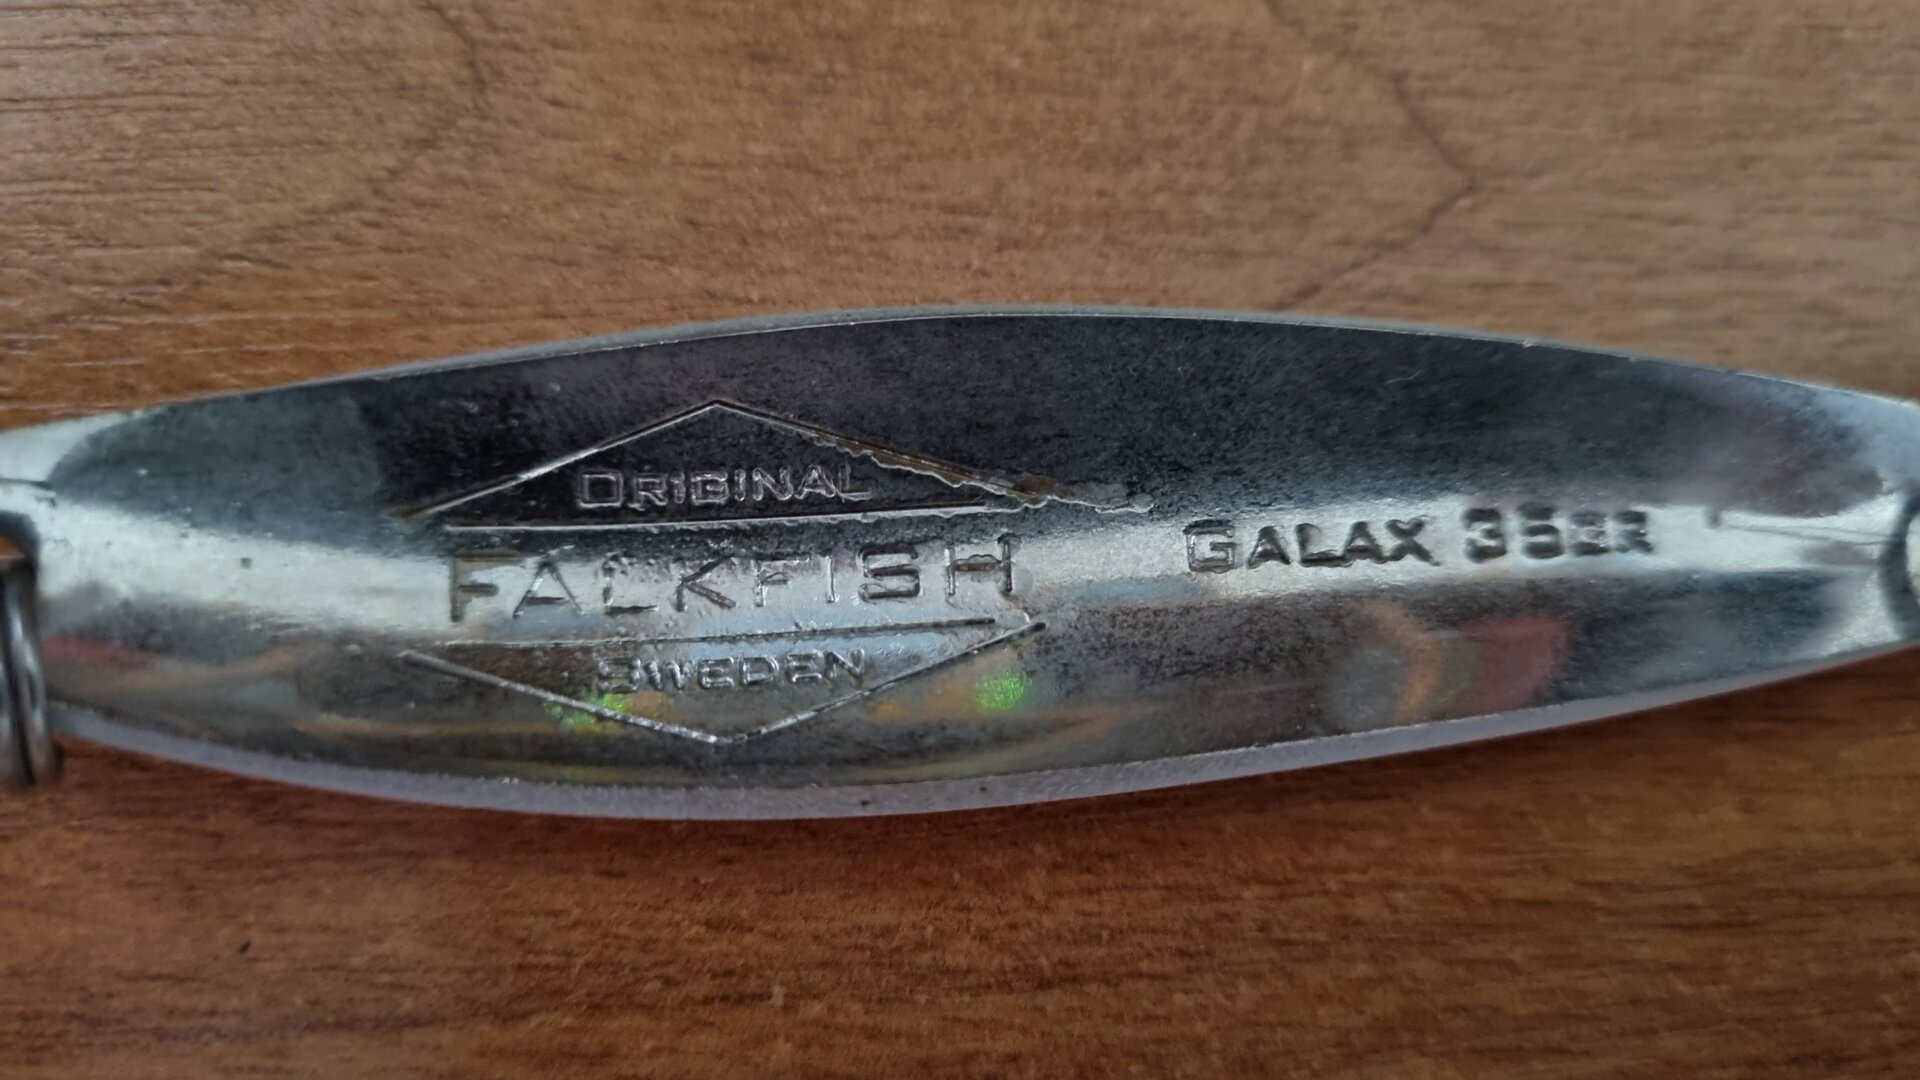 ORIGINAL
FALKFISH
SWEDEN
GALAX 35GR